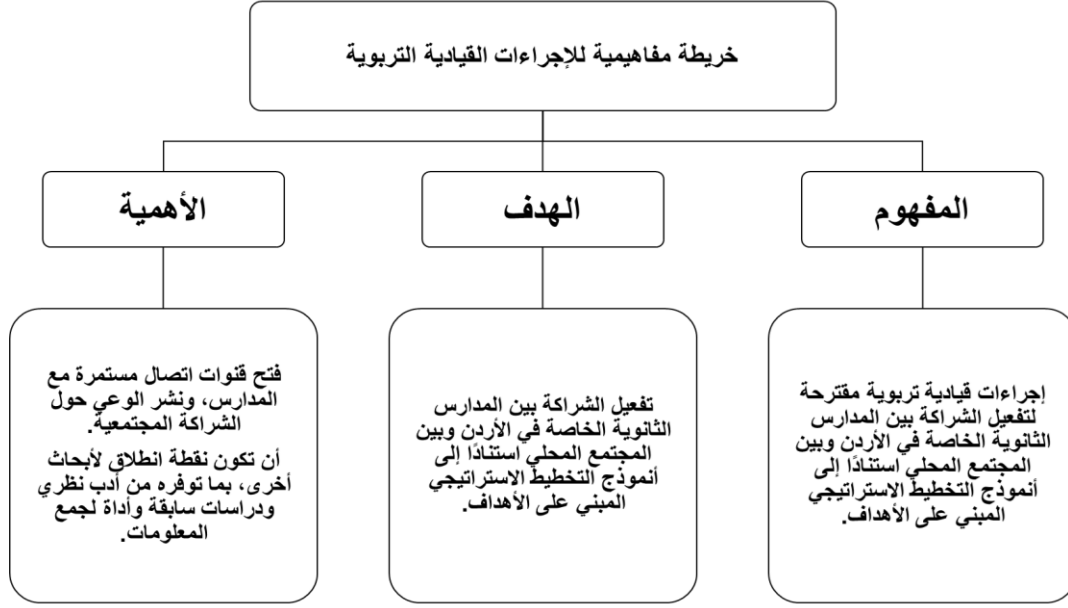 خريطة مفاهيمية للإجراءات القيادية التربوية
المفهوم
الهدف
الأهمية
إجراءات قيادية تربوية مقترحة
لتفعيل الشراكة بين المدارس
الثانوية الخاصة في الأردن وبين
المجتمع المحلي استنادًا إلى
أنموذج التخطيط الاستراتيجي
المبني على الأهداف.
تفعيل الشراكة بين المدارس
الثانوية الخاصة في الأردن وبين
المجتمع المحلي استنادًا إلى
أنموذج التخطيط الاستراتيجي
المبني على الأهداف.
فتح قنوات اتصال مستمرة مع
المدارس، ونشر الوعي حول
الشراكة المجتمعية.
أن تكون نقطة انطلاق لأبحاث
أخرى، بما توفره من أدب نظري
ودراسات سابقة وأداة لجمع
المعلومات.